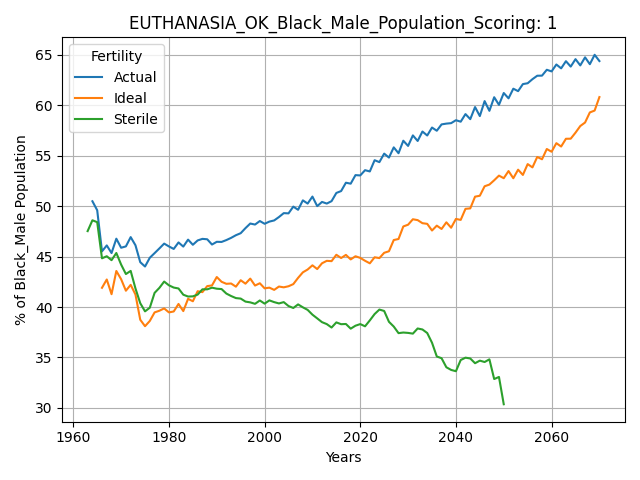 EUTHANASIA_OK_Black_Male_Population_Scoring: 1
Fertility
Actual
Ideal
Sterile
% of Black_Male Population
65
60
55
50
45
40
35
30
1960
1980
2000
2020
2040
2060
Years